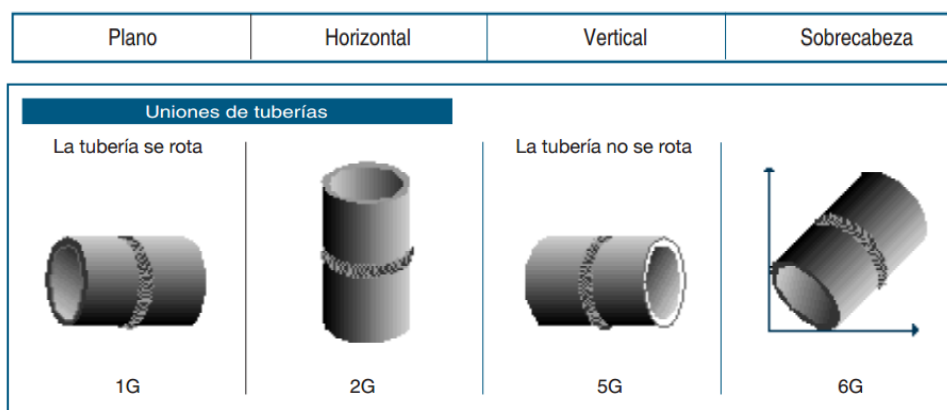 Plano Horizontal Vertical Sobrecabeza
Uniones de tuberías
La tubería se rota La tubería no se rota
1G 2G 5G 6G